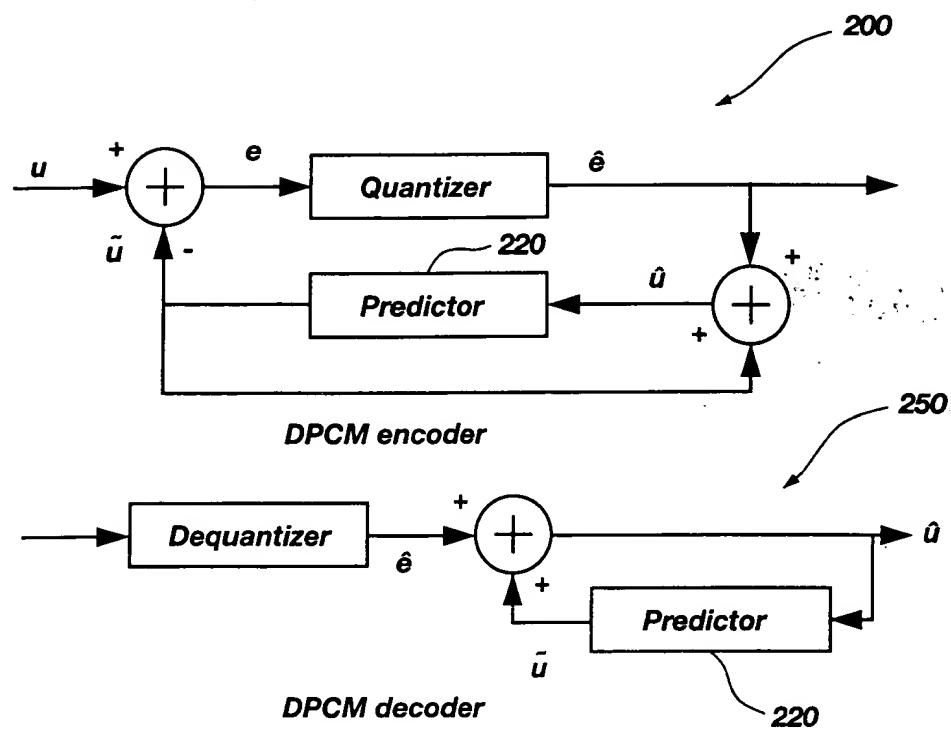 200
u
+
e
Quantizer
ê
ũ
-
220
+
Predictor
û
+
DPCM encoder
250
Dequantizer
ê
+
û
+
Predictor
ũ
DPCM decoder
220